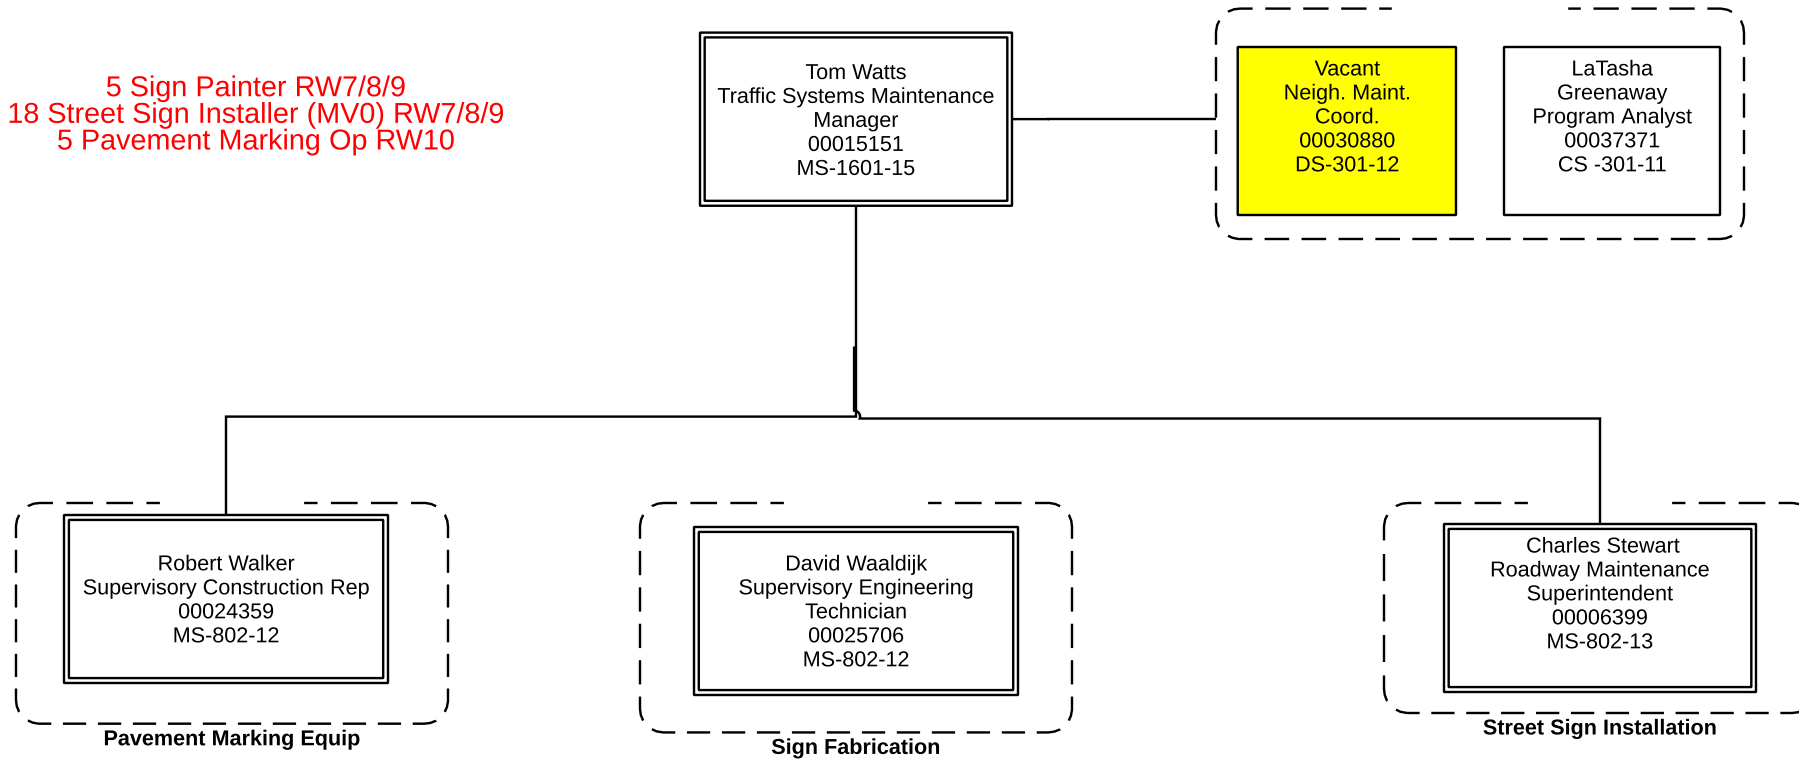 5 Sign Painter RW7/8/9
18 Street Sign Installer (MV0) RW7/8/9
5 Pavement Marking Op RW10
Tom Watts
Traffic Systems Maintenance
Manager
00015151
MS-1601-15
Vacant
Neigh. Maint.
Coord.
00030880
DS-301-12
LaTasha
Greenaway
Program Analyst
00037371
CS -301-11
Robert Walker
Supervisory Construction Rep
00024359
MS-802-12
Pavement Marking Equip
David Waaldijk
Supervisory Engineering
Technician
00025706
MS-802-12
Sign Fabrication
Charles Stewart
Roadway Maintenance
Superintendent
00006399
MS-802-13
Street Sign Installation